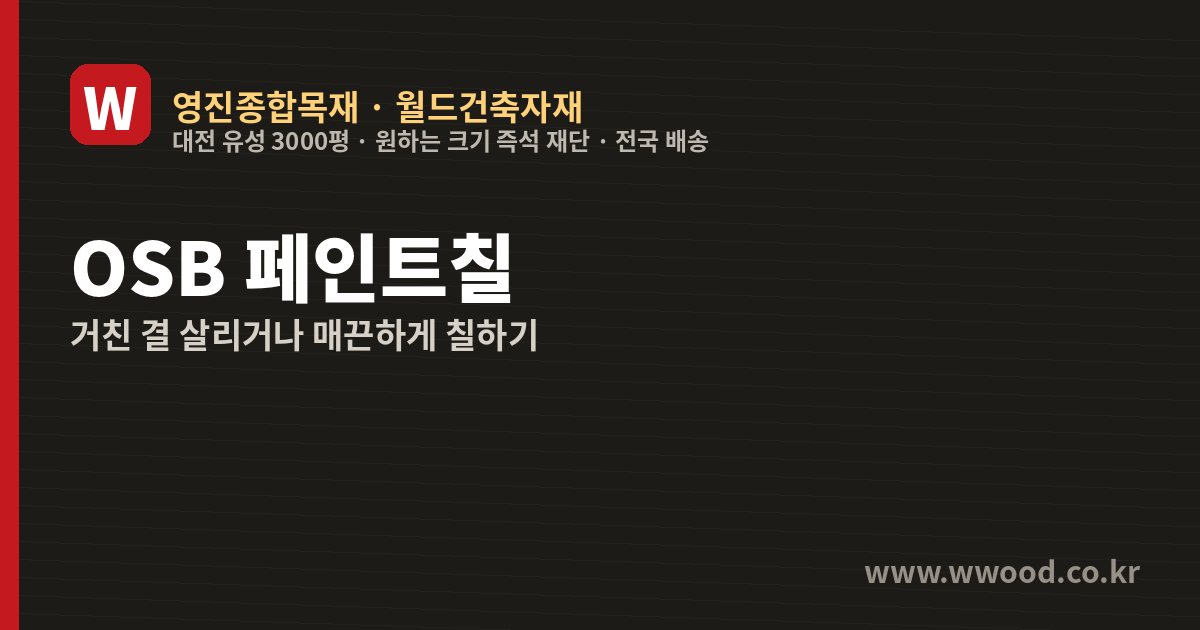 W
영진종합목재 · 월드건축자재
대전 유성 3000평 · 원하는 크기 즉석 재단 · 전국 배송
OSB 페인트칠
거친 결 살리거나 매끈하게 칠하기
www.wwood.co.kr